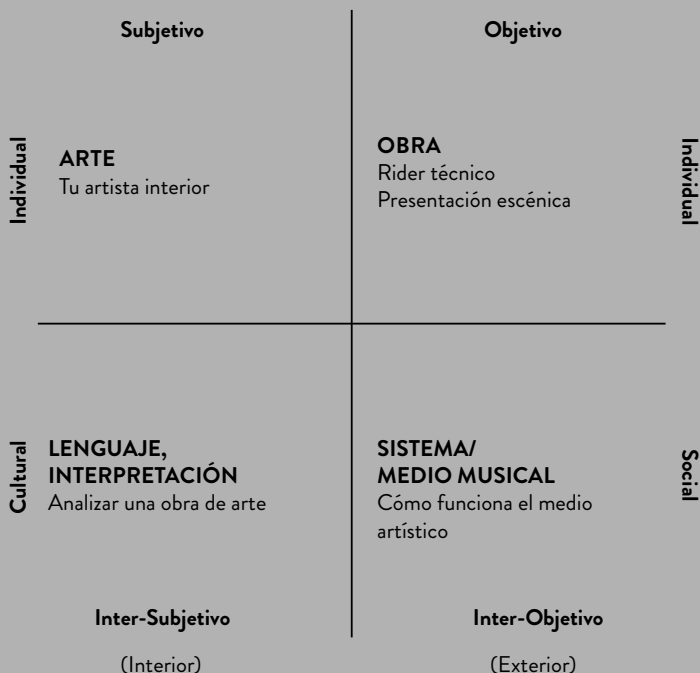 Subjetivo
Objetivo
Individual
ARTE
Tu artista interior
OBRA
Rider técnico
Presentación escénica
Individual
Cultural
LENGUAJE,
INTERPRETACIÓN
Analizar una obra de arte
SISTEMA/
MEDIO MUSICAL
Cómo funciona el medio
artístico
Social
Inter-Subjetivo
Inter-Objetivo
(Interior)
(Exterior)